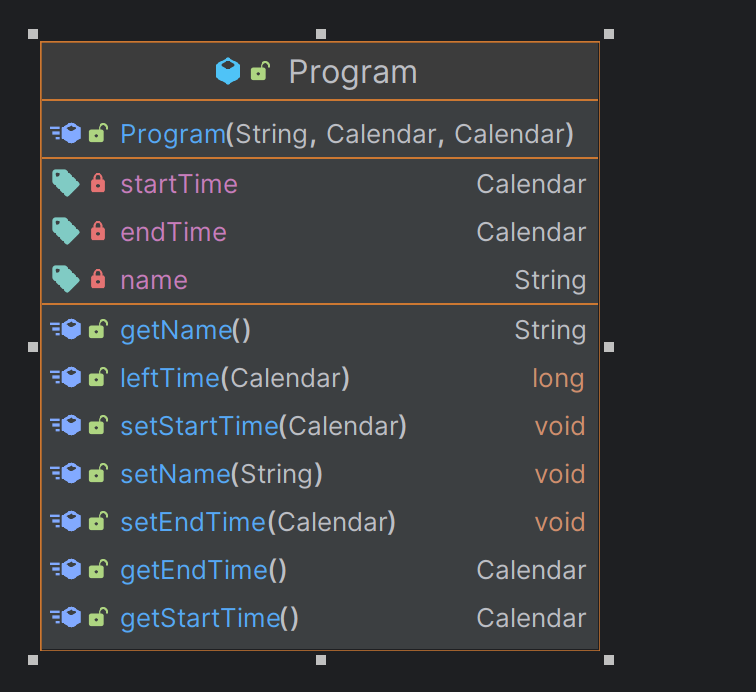 Program
Program(String, Calendar, Calendar)
startTime Calendar
endTime Calendar
name String
getName() String
leftTime(Calendar) long
setStartTime(Calendar) void
setName(String) void
setEndTime(Calendar) void
getEndTime() Calendar
getStartTime() Calendar